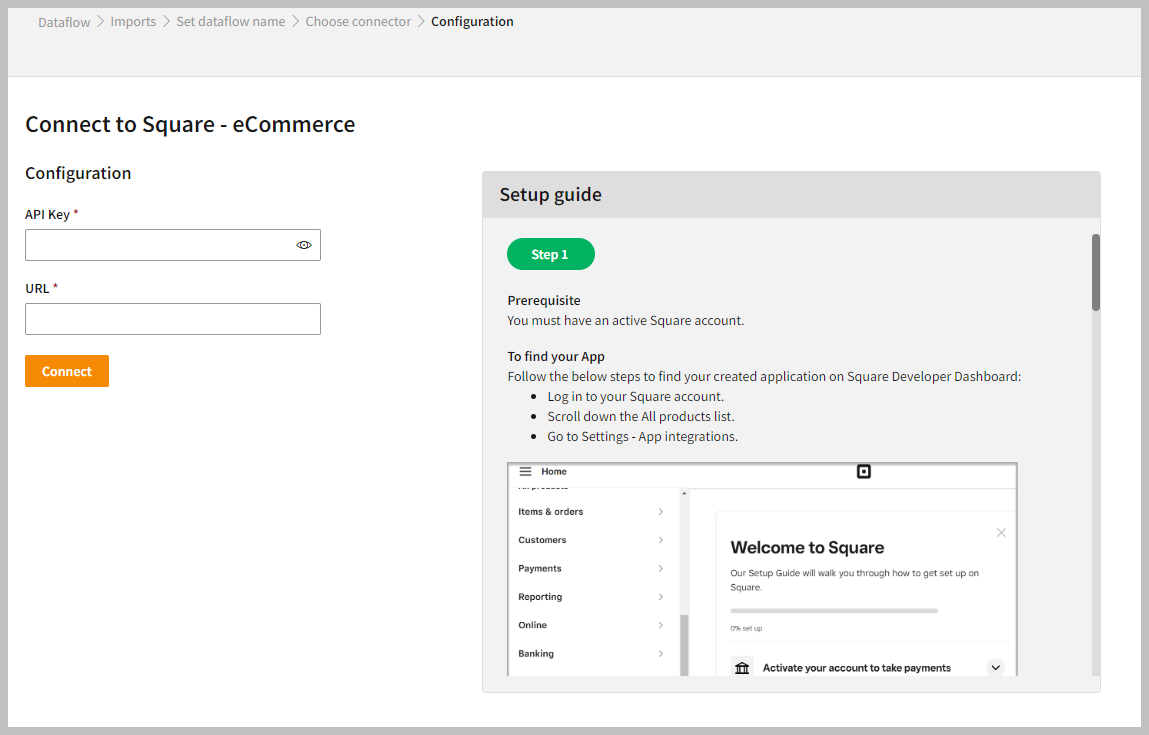 Dataflow > Imports > Set dataflow name > Choose connector > Configuration
Connect to Square - eCommerce
Configuration
API Key *
URL *
Connect
Setup guide
Step 1
Prerequisite
You must have an active Square account.
To find your App
Follow the below steps to find your created application on Square Developer Dashboard:
• Log in to your Square account.
• Scroll down the All products list.
• Go to Settings - App integrations.
Home
Items & orders
Customers
Payments
Reporting
Online
Banking
Welcome to Square
Our Setup Guide will walk you through how to get set up on
Square.
0% set up
Activate your account to take payments